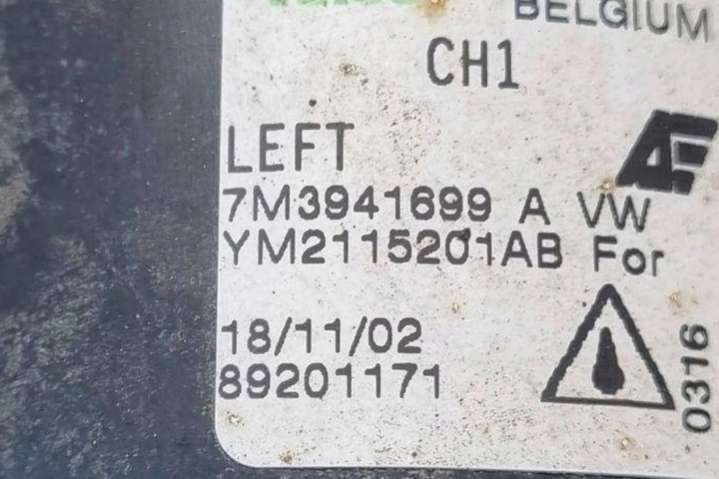 BELGIUM
CH1
LEFT
7M3941699 A VW
YM2115201AB For
18/11/02
89201171
0316